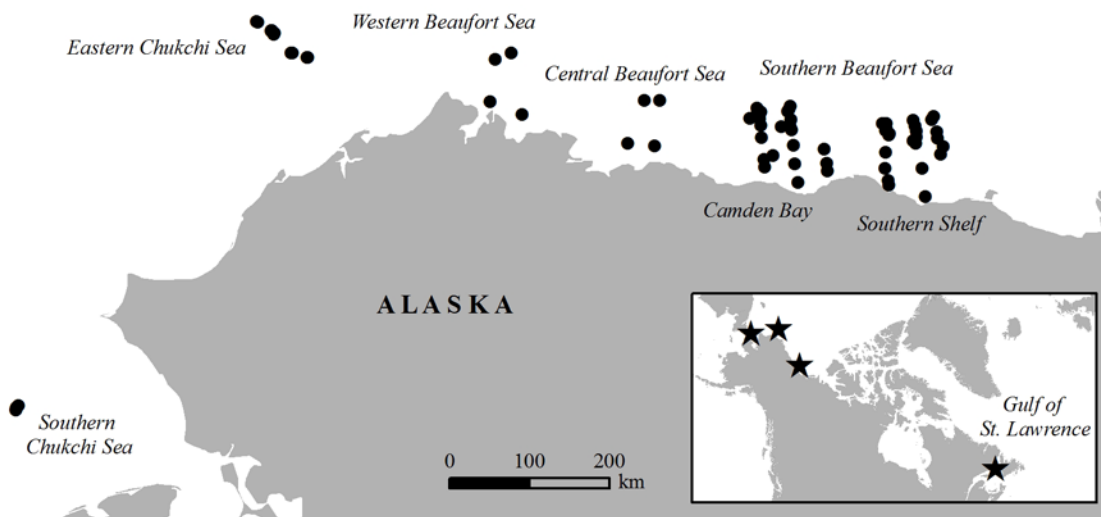 Western Beaufort Sea
Eastern Chukchi Sea
Central Beaufort Sea
Southern Beaufort Sea
Camden Bay
Southern Shelf
ALASKA
Southern
Chukchi Sea
0 100 200
km
Gulf of
St. Lawrence